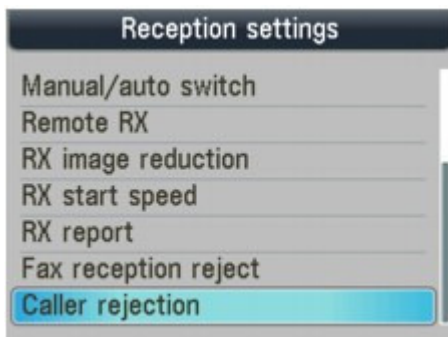 Reception settings
Manual/auto switch
Remote RX
RX image reduction
RX start speed
RX report
Fax reception reject
Caller rejection